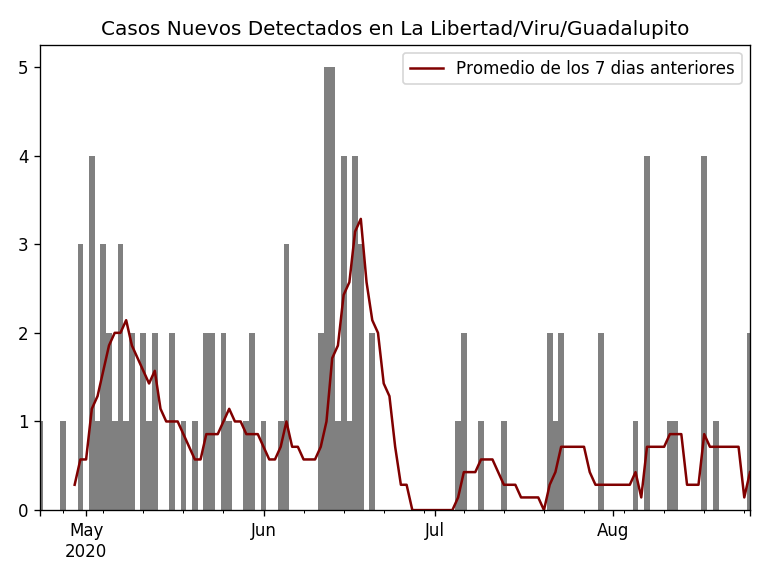 Casos Nuevos Detectados en La Libertad/Viru/Guadalupito
Promedio de los 7 dias anteriores
5
4
3
2
1
0
May Jun Jul Aug
2020